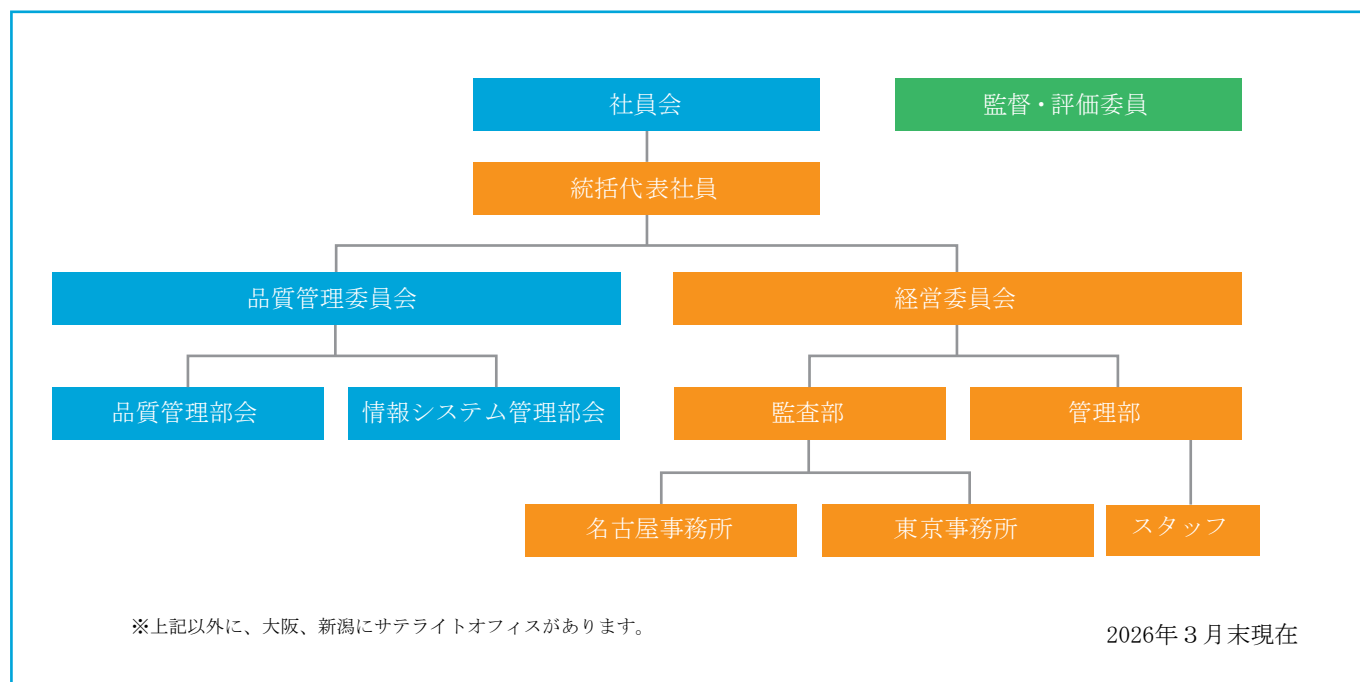 社員会
監督・評価委員
統括代表社員
品質管理委員会
経営委員会
品質管理部会
情報システム管理部会
監査部
管理部
名古屋事務所
東京事務所
スタッフ
※上記以外に、大阪、新潟にサテライトオフィスがあります。
2026年３月末現在